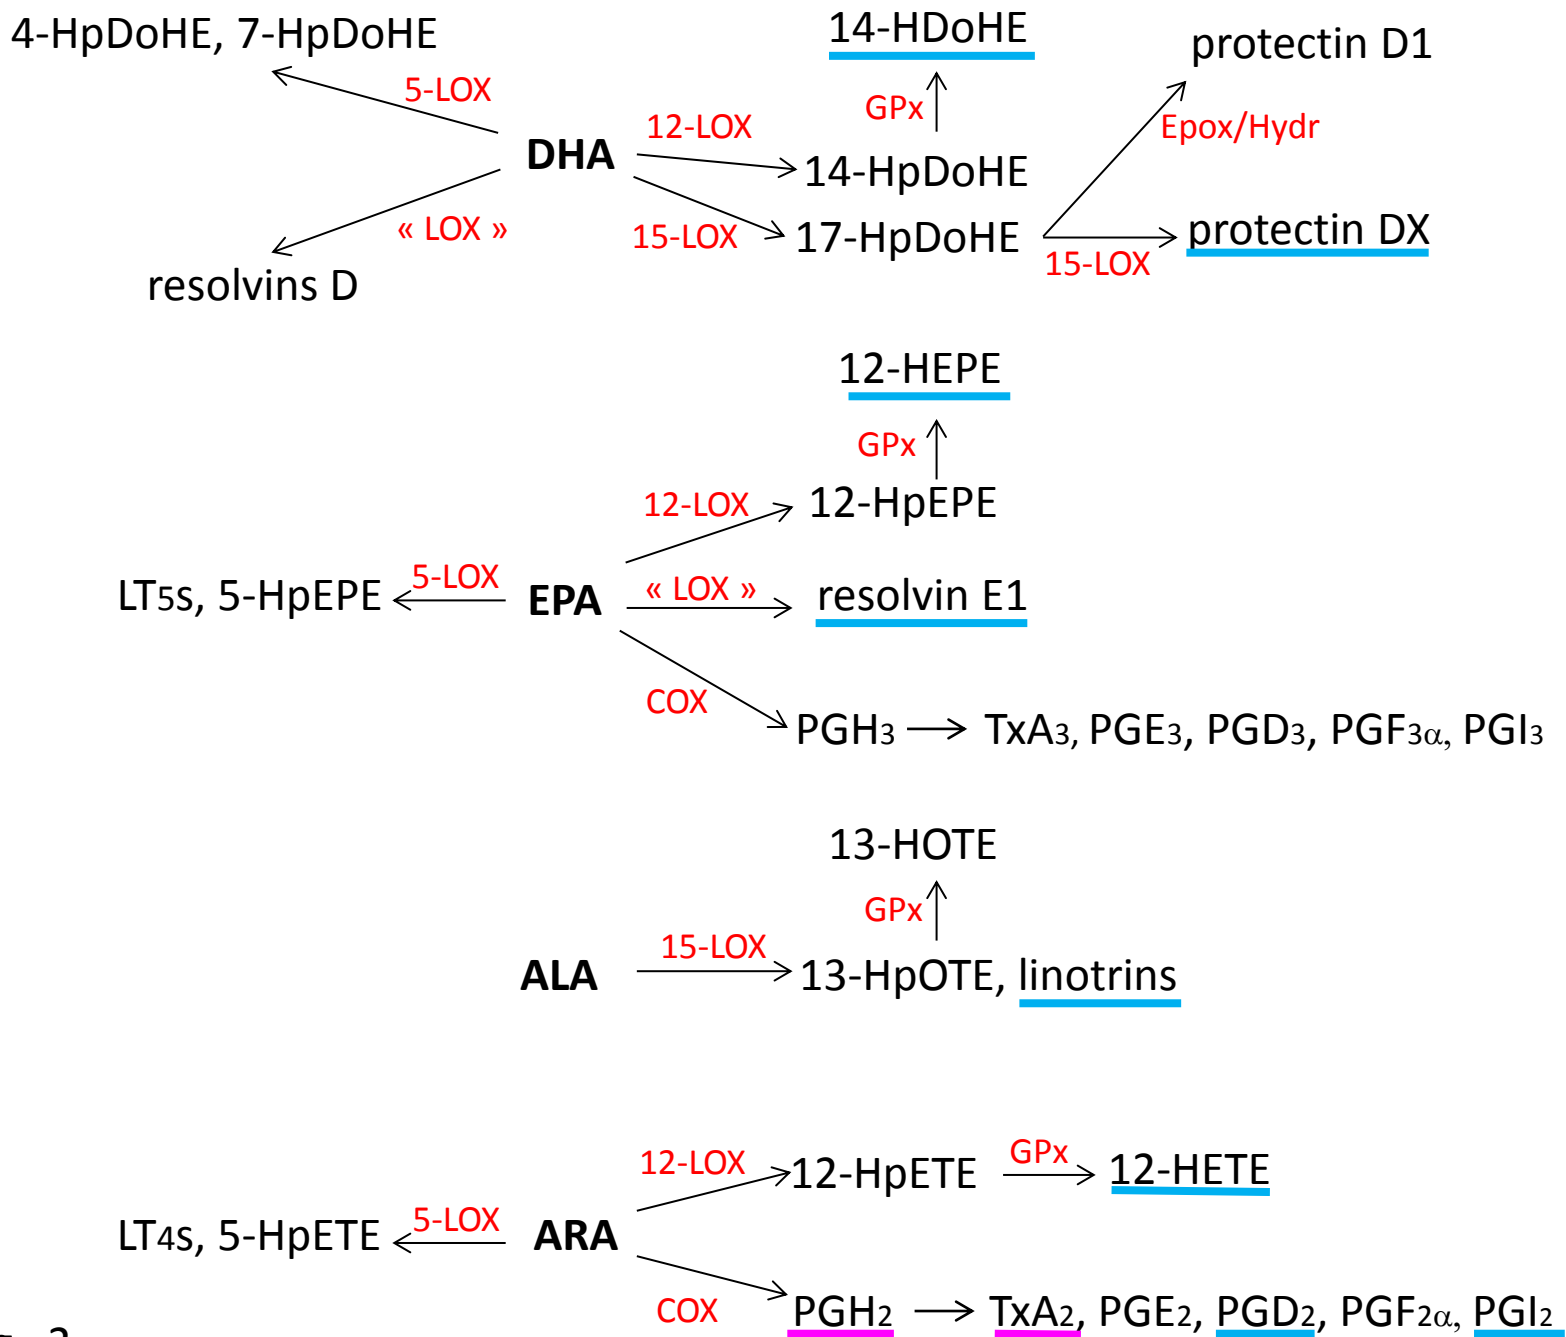 4-HpDoHE, 7-HpDoHE
14-HDoHE
protectin D1
5-LOX
GPx
12-LOX
Epox/Hydr
DHA
14-HpDoHE
« LOX »
15-LOX
17-HpDoHE
protectin DX
15-LOX
resolvins D
12-HEPE
GPx
12-LOX
12-HpEPE
LT5s, 5-HpEPE
5-LOX
EPA
« LOX »
resolvin E1
COX
PGH3
TxA3, PGE3, PGD3, PGF3α, PGI3
13-HOTE
GPx
ALA
15-LOX
13-HpOTE, linotrins
12-LOX
12-HpETE
GPx
12-HETE
LT4s, 5-HpETE
5-LOX
ARA
COX
PGH2
TxA2, PGE2, PGD2, PGF2α, PGI2